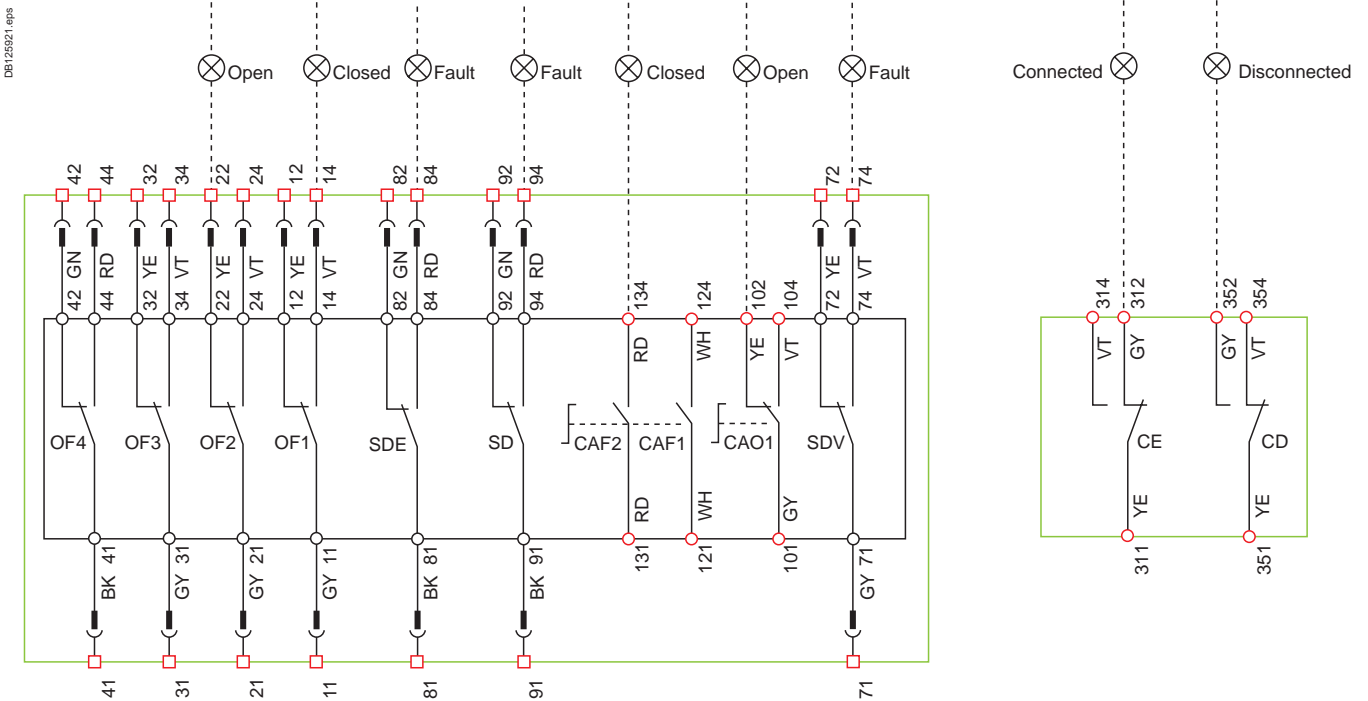 DB125921.eps
Open Closed Fault Fault Closed Open Fault
Connected Disconnected
42 44 32 34 22 24 12 14 82 84 92 94 72 74
GN RD YE VT YE VT YE VT GN RD GN RD YE VT
42 44 32 34 22 24 12 14 82 84 92 94 134 124 102 104 72 74
314 312 352 354
RD WH YE VT
VT GY GY VT
OF4 OF3 OF2 OF1 SDE SD CAF2 CAF1 CAO1 SDV
CE CD
RD WH GY
YE YE
41 31 21 11 81 91 131 121 101 71
311 351
BK GY GY GY BK BK GY
41 31 21 11 81 91 71